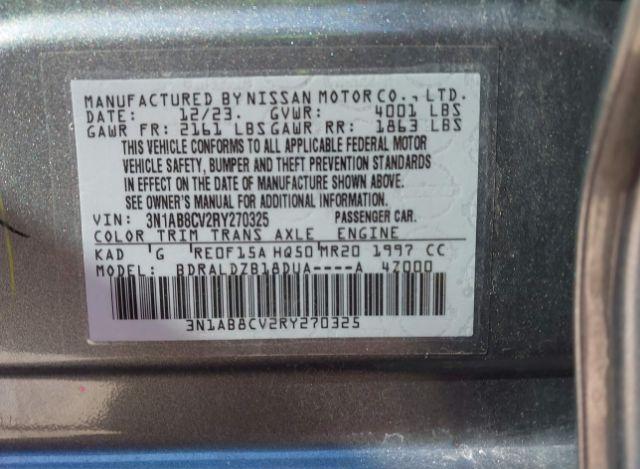 MANUFACTURED BY NISSAN MOTOR CO., LTD.
DATE: 12/23. GVWR: 4001 LBS
GAWR FR: 2161 LBS GAWR RR: 1863 LBS
THIS VEHICLE CONFORMS TO ALL APPLICABLE FEDERAL MOTOR
VEHICLE SAFETY, BUMPER AND THEFT PREVENTION STANDARDS
IN EFFECT ON THE DATE OF MANUFACTURE SHOWN ABOVE.
SEE OWNER'S MANUAL FOR ADDITIONAL INFORMATION.
VIN: 3N1AB8CV2RY270325 PASSENGER CAR.
COLOR TRIM TRANS AXLE ENGINE
KAD G RE0F15A HQ50 MR20 1997 CC
MODEL: BDRALDZB18DUA----A 4Z000
3N1AB8CV2RY270325